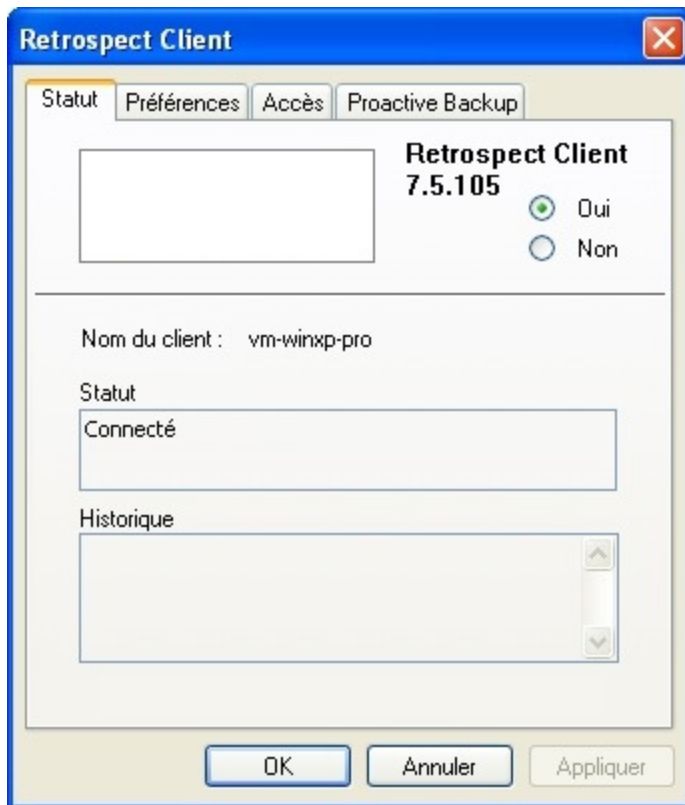 Retrospect Client
Statut Préférences Accès Proactive Backup
Retrospect Client
7.5.105
Oui
Non
Nom du client : vm-winxp-pro
Statut
Connecté
Historique
OK Annuler Appliquer